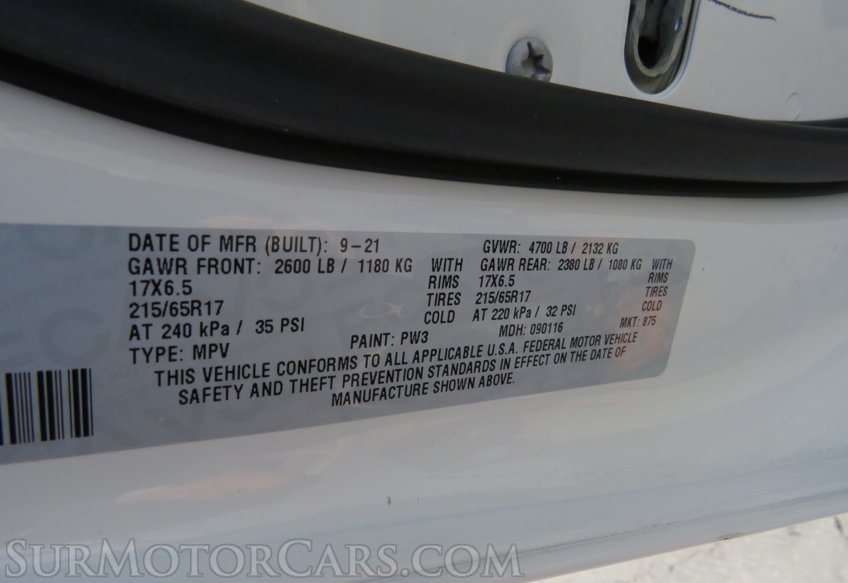 DATE OF MFR (BUILT): 9-21 GVWR: 4700 LB / 2132 KG
GAWR FRONT: 2600 LB / 1180 KG WITH GAWR REAR: 2380 LB / 1080 KG WITH
17X6.5 RIMS 17X6.5 RIMS
215/65R17 TIRES 215/65R17 TIRES
AT 240 kPa / 35 PSI COLD AT 220 kPa / 32 PSI COLD
TYPE: MPV PAINT: PW3 MDH: 090116 MKT: 875
THIS VEHICLE CONFORMS TO ALL APPLICABLE U.S.A. FEDERAL MOTOR VEHICLE
SAFETY AND THEFT PREVENTION STANDARDS IN EFFECT ON THE DATE OF
MANUFACTURE SHOWN ABOVE.
SURMOTORCARS.COM